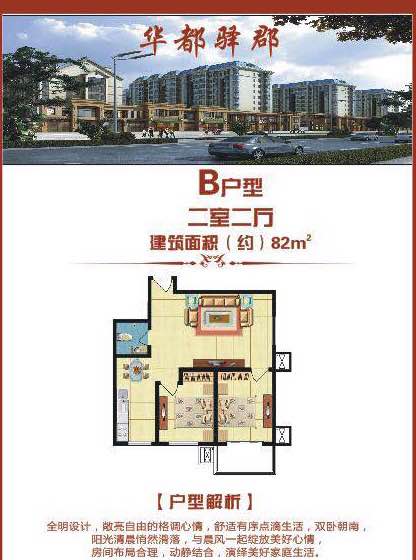 华都驿郡
B户型
二室二厅
建筑面积（约）82m²
【户型解析】
全明设计，敞亮自由的格调心情，舒适有序点滴生活，双卧朝南，
阳光清晨悄然滑落，与晨风一起绽放美好心情，
房间布局合理，动静结合，演绎美好家庭生活。